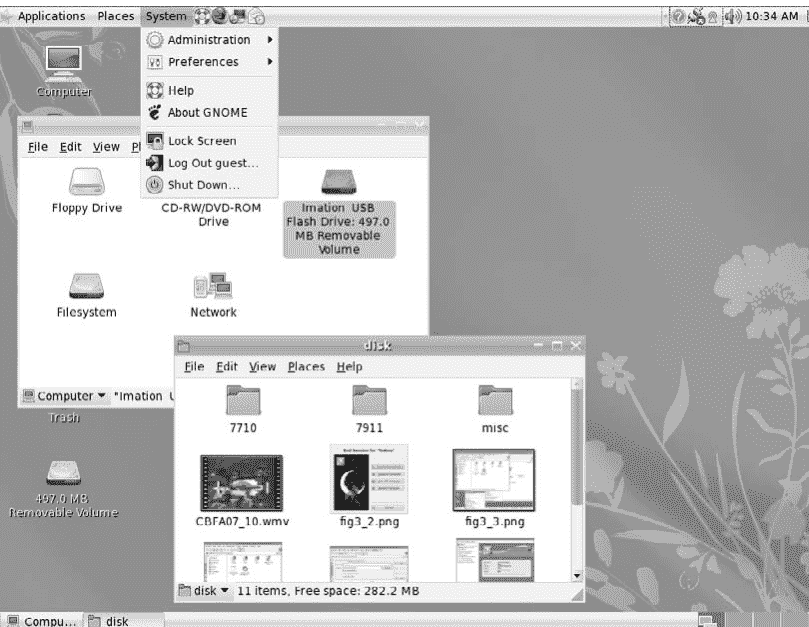 Applications Places System
10:34 AM
Administration
Preferences
Help
About GNOME
Lock Screen
Log Out guest...
Shut Down...
Computer
File Edit View
Floppy Drive
CD-RW/DVD-ROM
Drive
Imation USB
Flash Drive: 497.0
MB Removable
Volume
Filesystem
Network
Computer "Imation
Trash
497.0 MB
Removable Volume
disk
File Edit View Places Help
7710
7911
misc
CBFA07_10.wmv
fig3_2.png
fig3_3.png
disk 11 items, Free space: 282.2 MB
Compu... disk